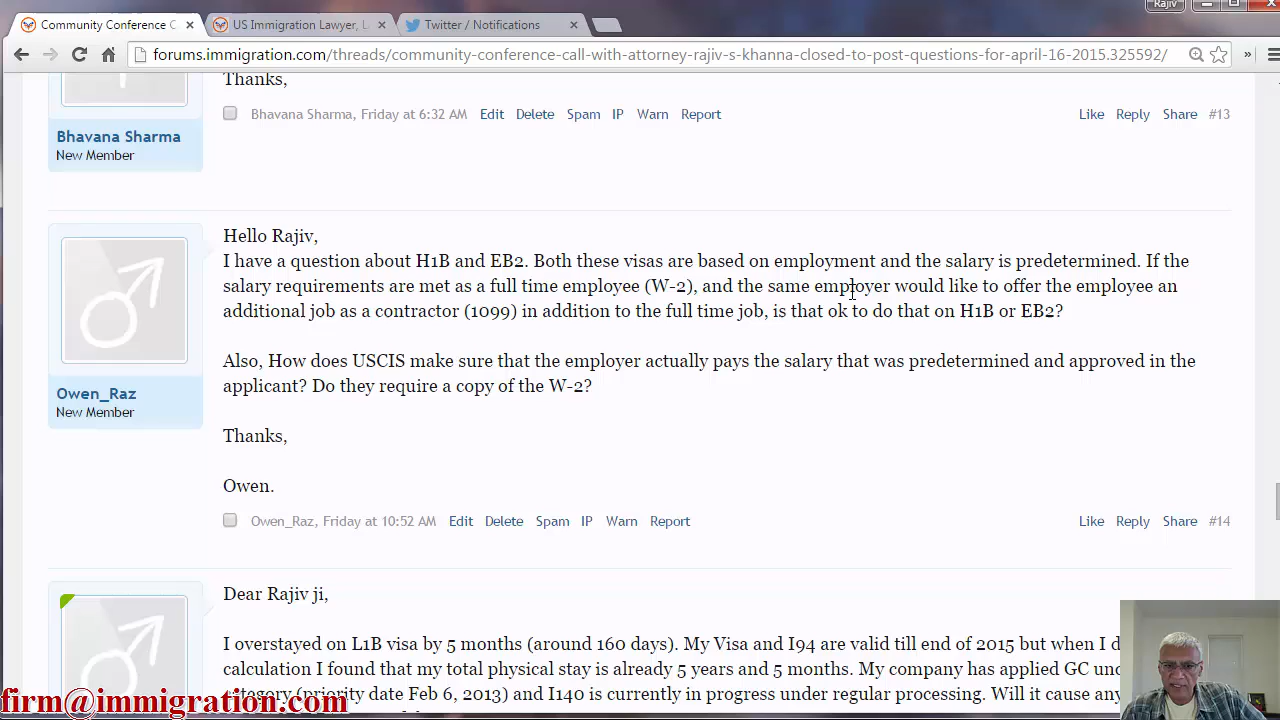 Rajiv
Community Conference C
US Immigration Lawyer, L
Twitter / Notifications
forums.immigration.com/threads/community-conference-call-with-attorney-rajiv-s-khanna-closed-to-post-questions-for-april-16-2015.325592/
Thanks,
Bhavana Sharma, Friday at 6:32 AM Edit Delete Spam IP Warn Report Like Reply Share #13
Bhavana Sharma
New Member
Hello Rajiv,
I have a question about H1B and EB2. Both these visas are based on employment and the salary is predetermined. If the
salary requirements are met as a full time employee (W-2), and the same employer would like to offer the employee an
additional job as a contractor (1099) in addition to the full time job, is that ok to do that on H1B or EB2?
Also, How does USCIS make sure that the employer actually pays the salary that was predetermined and approved in the
applicant? Do they require a copy of the W-2?
Owen_Raz
New Member
Thanks,
Owen.
Owen_Raz, Friday at 10:52 AM Edit Delete Spam IP Warn Report Like Reply Share #14
Dear Rajiv ji,
I overstayed on L1B visa by 5 months (around 160 days). My Visa and I94 are valid till end of 2015 but when I d
calculation I found that my total physical stay is already 5 years and 5 months. My company has applied GC un
category (priority date Feb 6, 2013) and I140 is currently in progress under regular processing. Will it cause any
firm@immigration.com